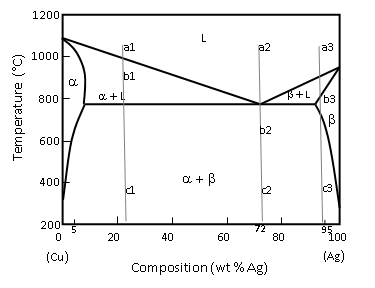 1200
L
a1 a2 a3
1000
b1
α
800
α + L
β + L
b3
β
Temperature (°C)
b2
600
α + β
400
c1 c2 c3
200
0 5 20 40 60 72 80 95 100
(Cu) (Ag)
Composition (wt % Ag)